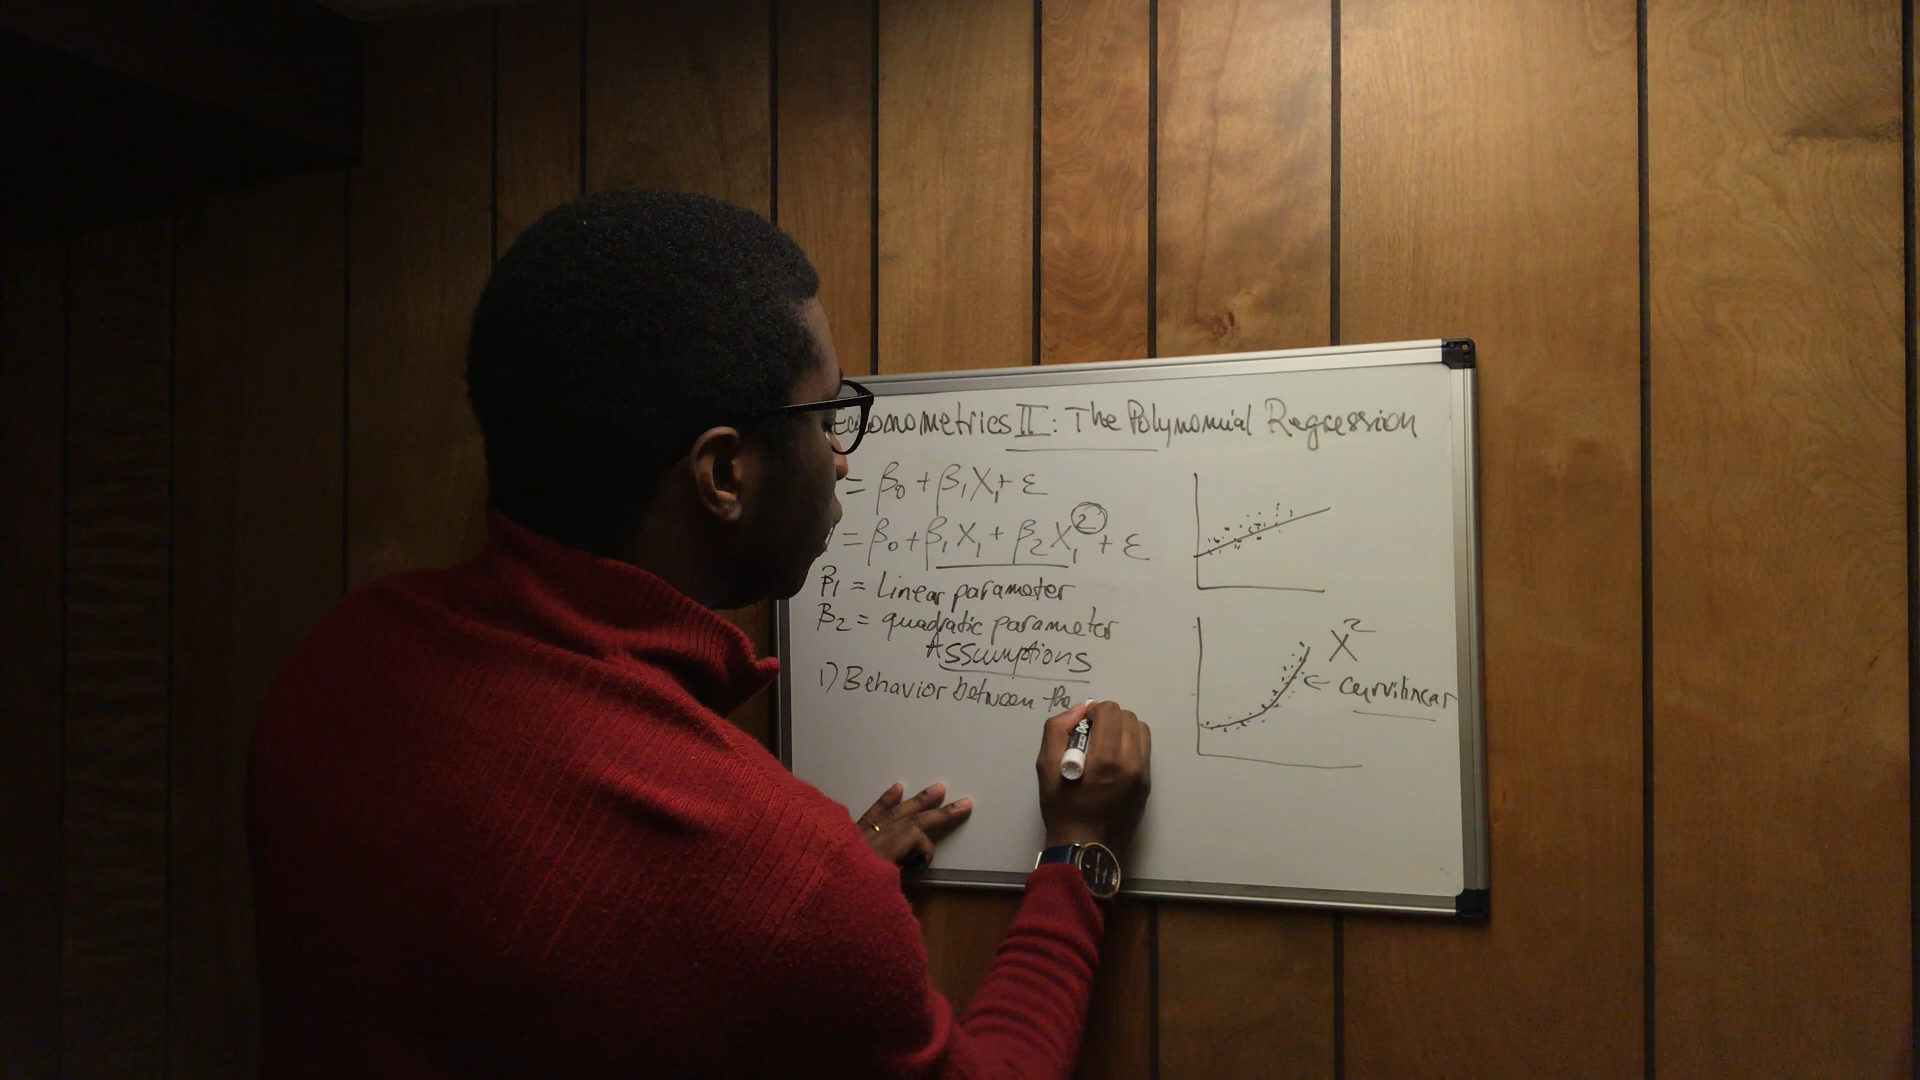 Econometrics II: The Polynomial Regression
= β₀ + β₁X₁ + ε
= β₀ + β₁X₁ + β₂X₁² + ε
β₁ = Linear parameter
β₂ = quadratic parameter
Assumptions
1) Behavior between the
X²
← curvilinear